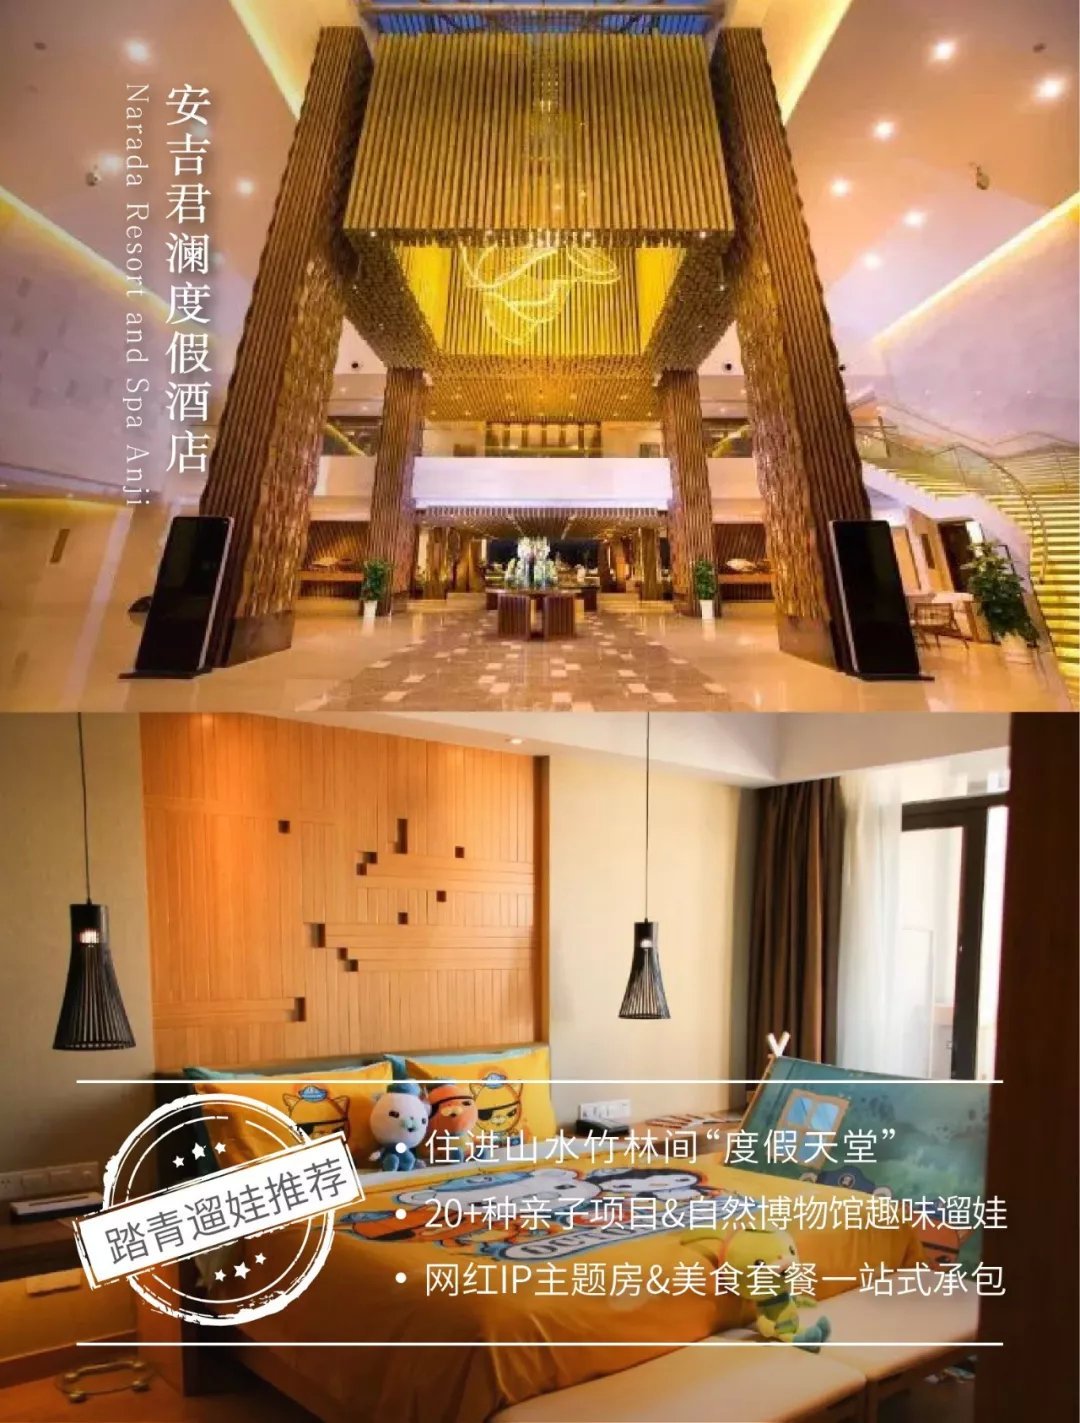 安吉君澜度假酒店
Narada Resort and Spa Anji
踏青遛娃推荐
• 住进山水竹林间“度假天堂”
• 20+种亲子项目&自然博物馆趣味遛娃
• 网红IP主题房&美食套餐一站式承包